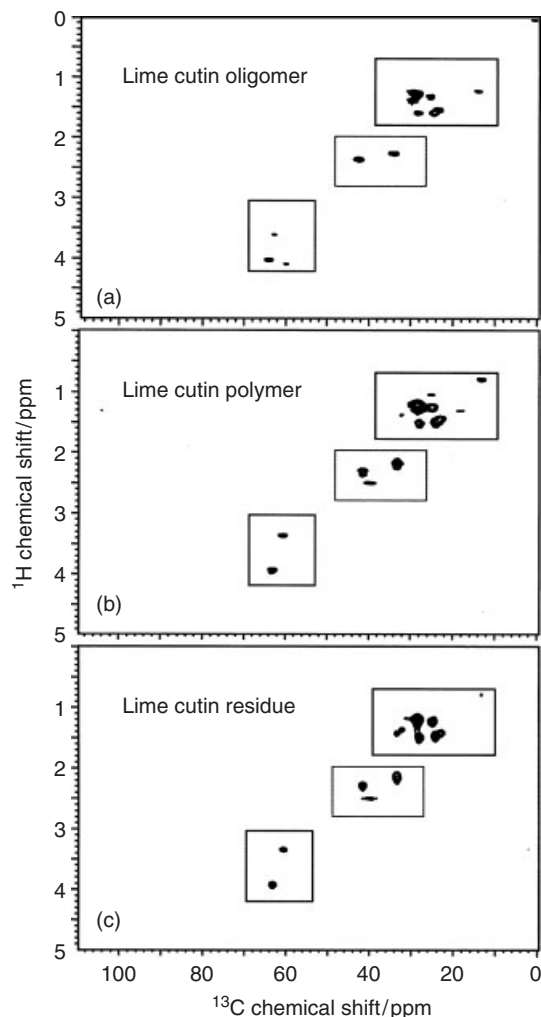 0
1
2
3
4
5
Lime cutin oligomer
(a)
1
2
3
4
5
Lime cutin polymer
(b)
1
2
3
4
5
Lime cutin residue
(c)
¹H chemical shift/ppm
100 80 60 40 20 0
¹³C chemical shift/ppm